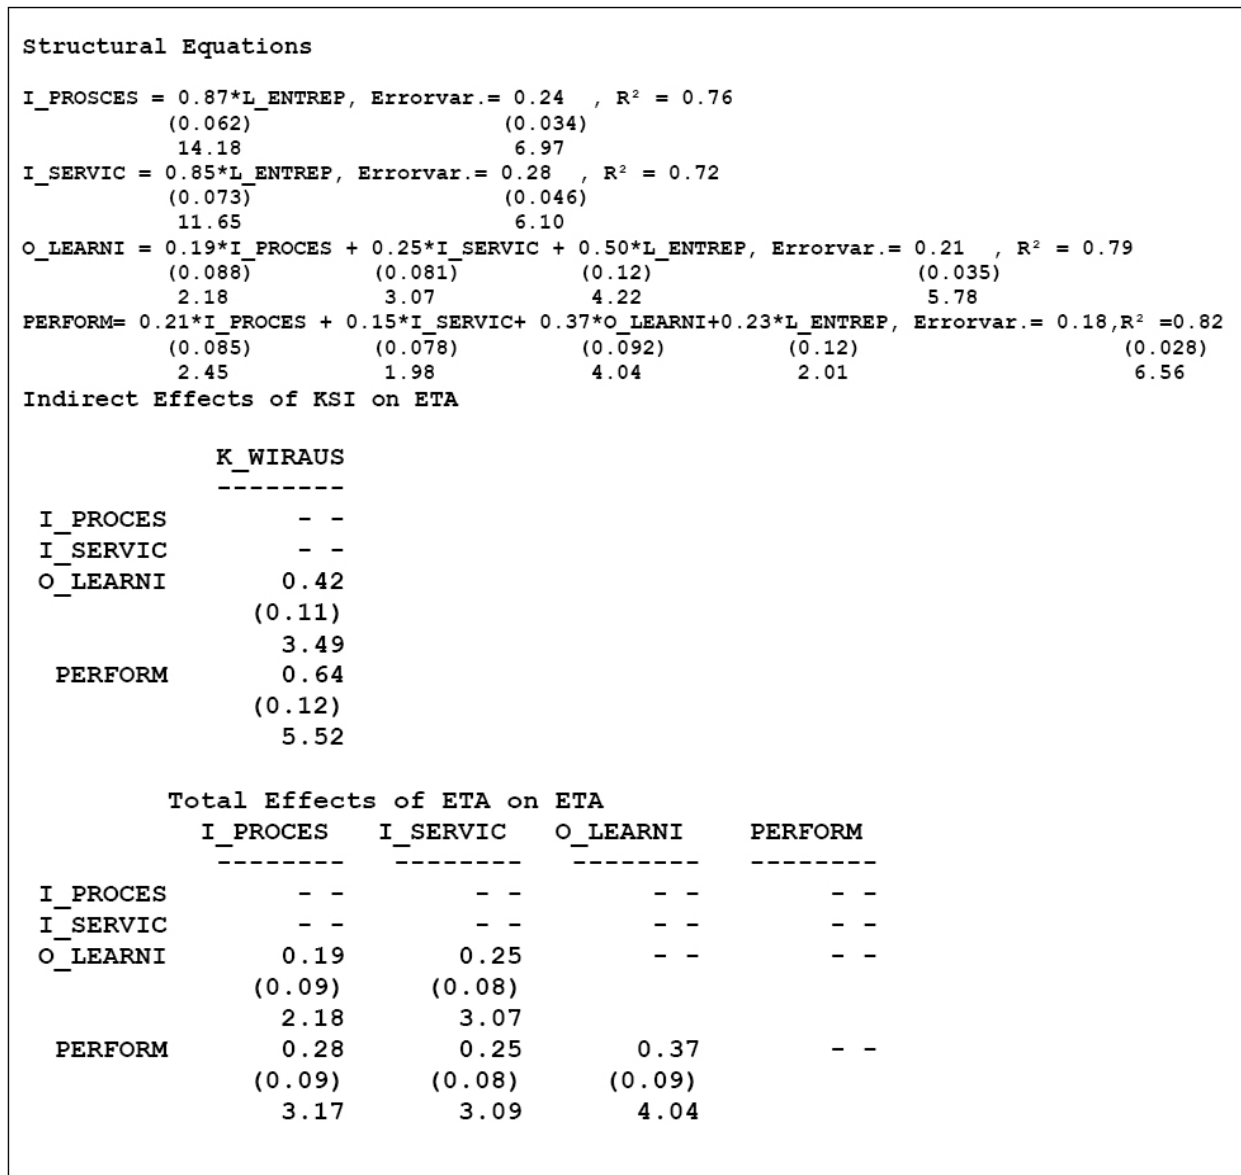 Structural Equations
I_PROSCES = 0.87*L_ENTREP, Errorvar.= 0.24 , R² = 0.76
(0.062) (0.034)
14.18 6.97
I_SERVIC = 0.85*L_ENTREP, Errorvar.= 0.28 , R² = 0.72
(0.073) (0.046)
11.65 6.10
O_LEARNI = 0.19*I_PROCES + 0.25*I_SERVIC + 0.50*L_ENTREP, Errorvar.= 0.21 , R² = 0.79
(0.088) (0.081) (0.12) (0.035)
2.18 3.07 4.22 5.78
PERFORM= 0.21*I_PROCES + 0.15*I_SERVIC+ 0.37*O_LEARNI+0.23*L_ENTREP, Errorvar.= 0.18,R² =0.82
(0.085) (0.078) (0.092) (0.12) (0.028)
2.45 1.98 4.04 2.01 6.56
Indirect Effects of KSI on ETA
K_WIRAUS
--------
I_PROCES - -
I_SERVIC - -
O_LEARNI 0.42
(0.11)
3.49
PERFORM 0.64
(0.12)
5.52
Total Effects of ETA on ETA
I_PROCES I_SERVIC O_LEARNI PERFORM
-------- -------- -------- --------
I_PROCES - - - - - - - -
I_SERVIC - - - - - - - -
O_LEARNI 0.19 0.25 - - - -
(0.09) (0.08)
2.18 3.07
PERFORM 0.28 0.25 0.37 - -
(0.09) (0.08) (0.09)
3.17 3.09 4.04